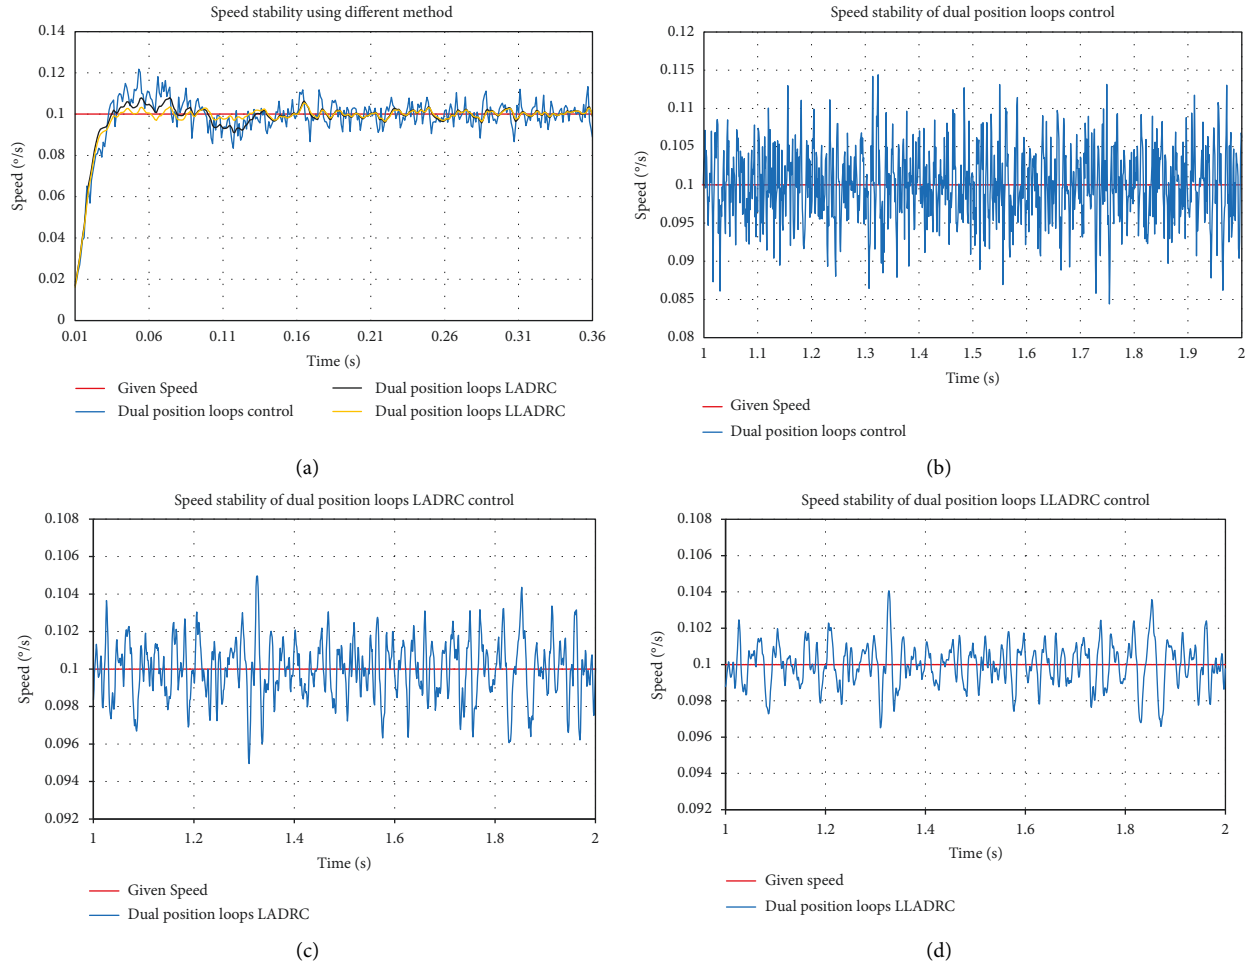 Speed stability using different method
Speed (°/s)
0.14
0.12
0.1
0.08
0.06
0.04
0.02
0
0.01 0.06 0.11 0.16 0.21 0.26 0.31 0.36
Time (s)
Given Speed
Dual position loops control
Dual position loops LADRC
Dual position loops LLADRC
(a)
Speed stability of dual position loops control
Speed (°/s)
0.12
0.115
0.11
0.105
0.1
0.095
0.09
0.085
0.08
1 1.1 1.2 1.3 1.4 1.5 1.6 1.7 1.8 1.9 2
Time (s)
Given Speed
Dual position loops control
(b)
Speed stability of dual position loops LADRC control
Speed (°/s)
0.108
0.106
0.104
0.102
0.1
0.098
0.096
0.094
0.092
1 1.2 1.4 1.6 1.8 2
Time (s)
Given Speed
Dual position loops LADRC
(c)
Speed stability of dual position loops LLADRC control
Speed (°/s)
0.108
0.106
0.104
0.102
0.1
0.098
0.096
0.094
0.092
1 1.2 1.4 1.6 1.8 2
Time (s)
Given speed
Dual position loops LLADRC
(d)